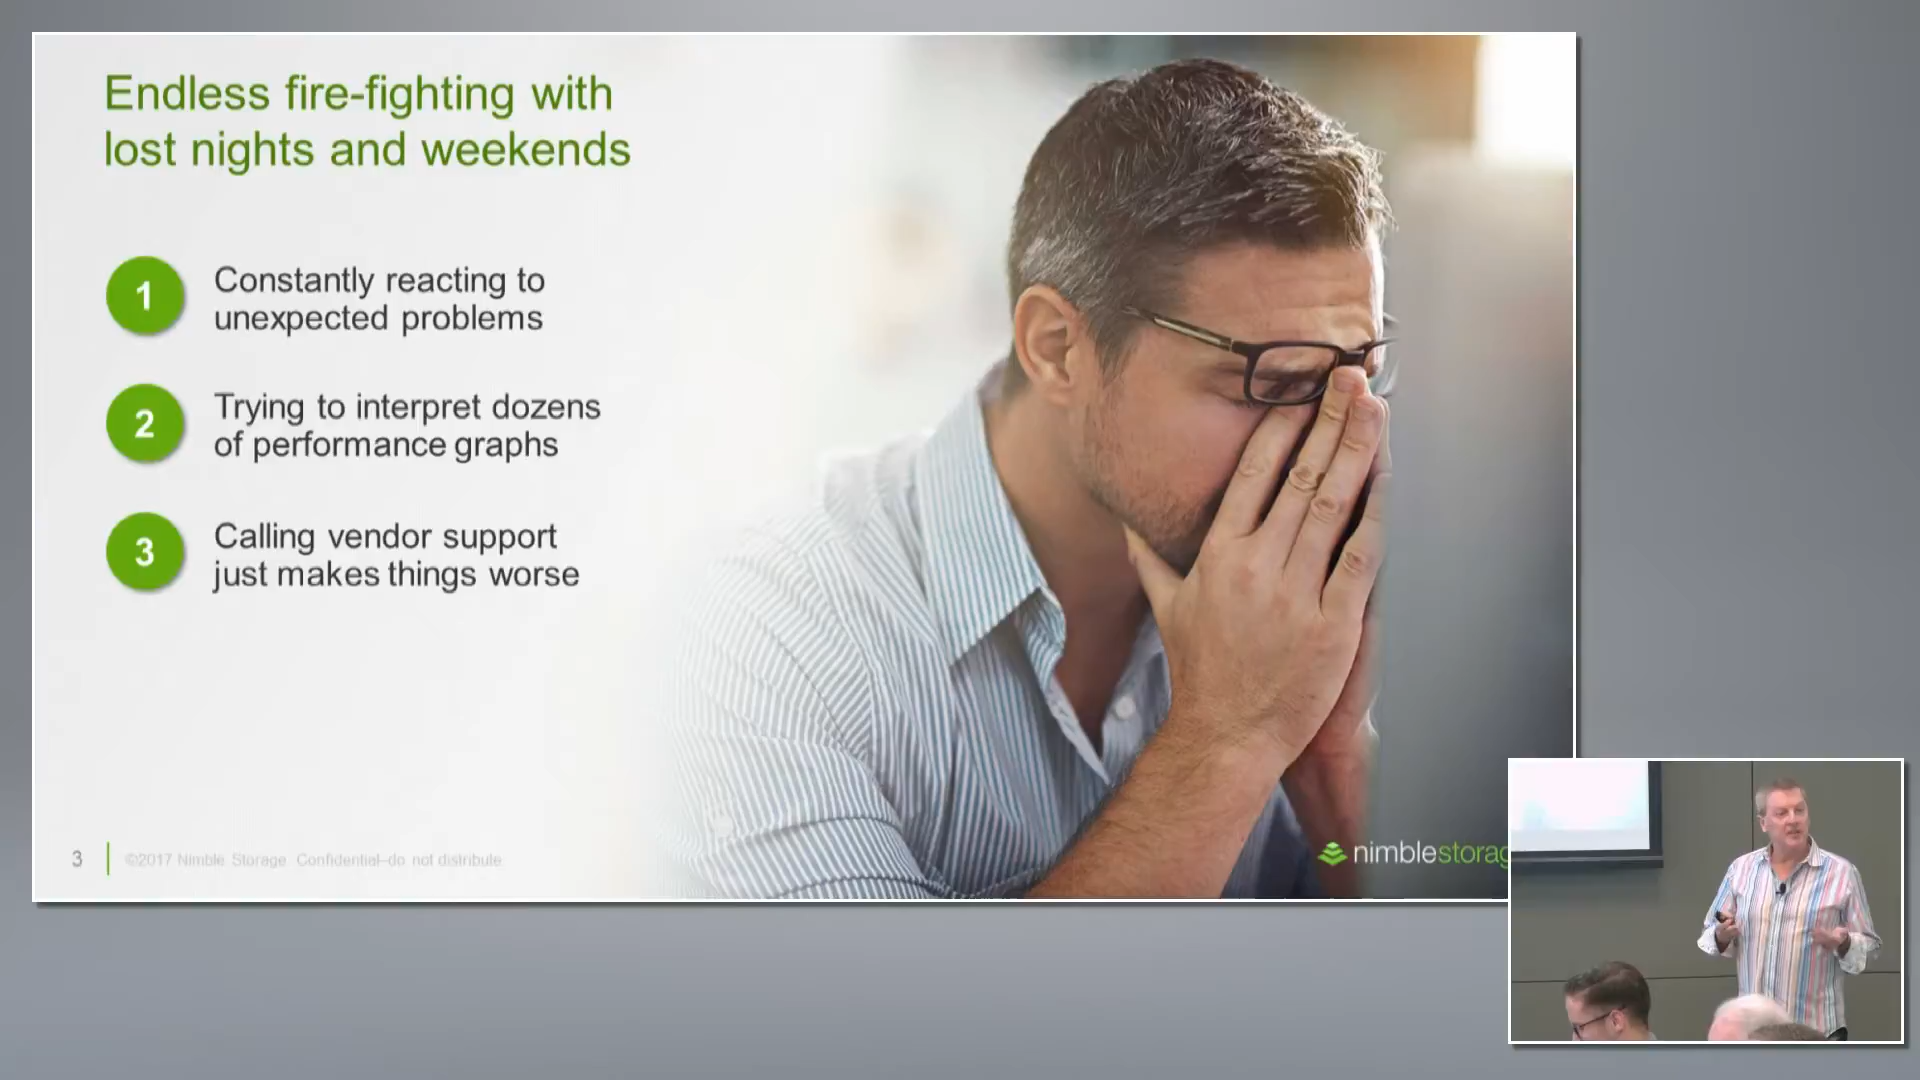 Endless fire-fighting with
lost nights and weekends
1
Constantly reacting to
unexpected problems
2
Trying to interpret dozens
of performance graphs
3
Calling vendor support
just makes things worse
3
©2017 Nimble Storage Confidential–do not distribute
nimblestorag